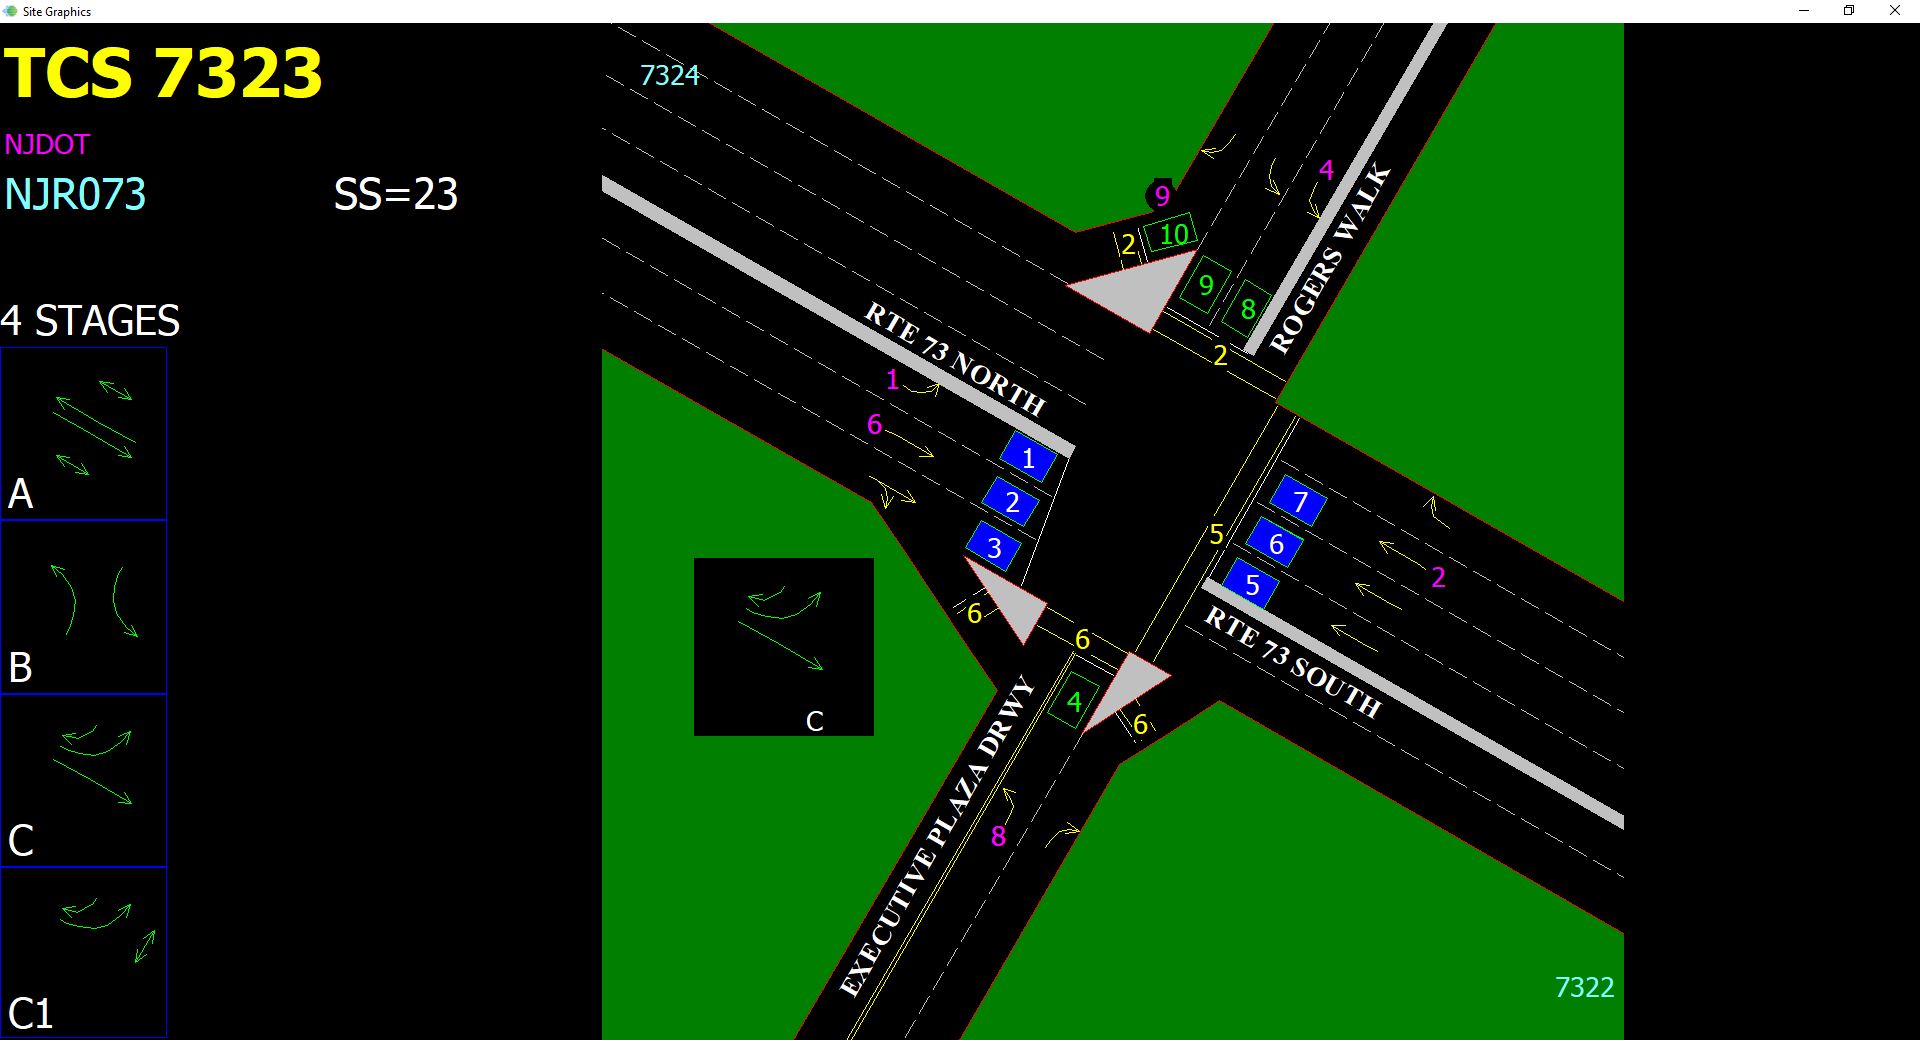 Site Graphics
TCS 7323
NJDOT
NJR073
SS=23
4 STAGES
A
B
C
C1
7324
9
4
10
2
9
8
2
ROGERS WALK
RTE 73 NORTH
1
6
1
2
3
7
6
5
5
2
RTE 73 SOUTH
6
6
4
6
C
8
EXECUTIVE PLAZA DRWY
7322